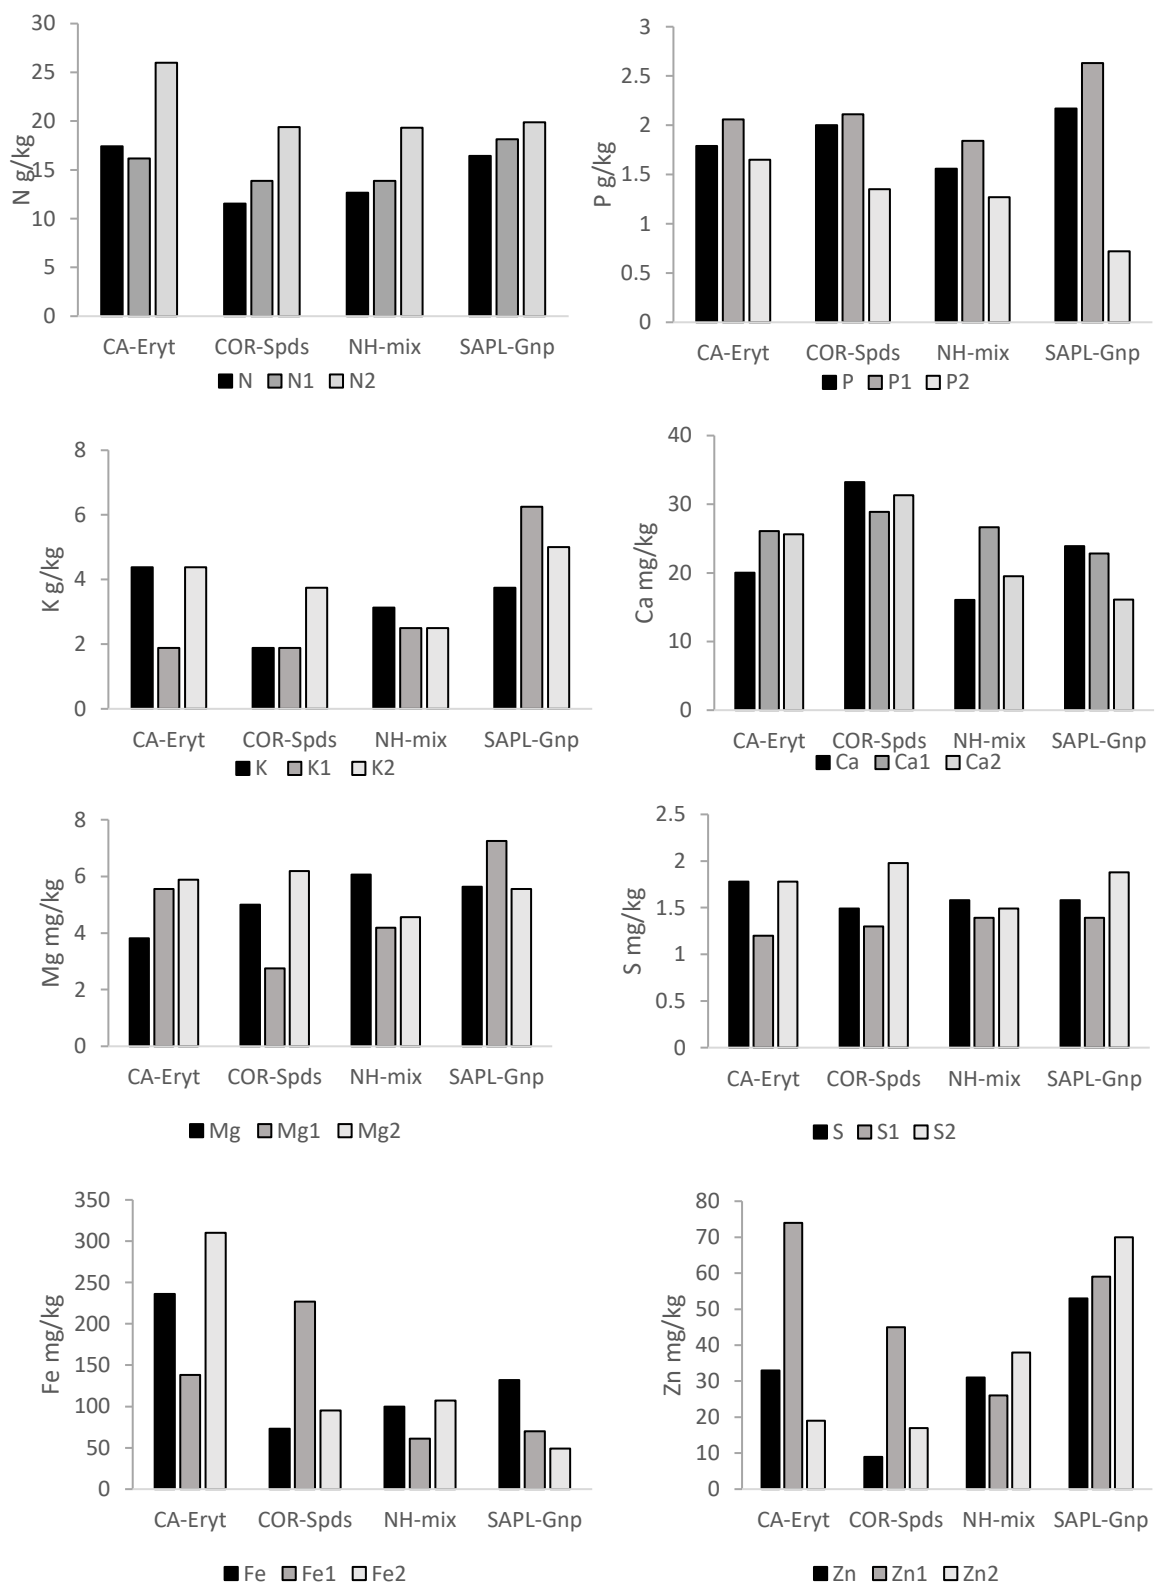 N g/kg
30
25
20
15
10
5
0
CA-Eryt COR-Spds NH-mix SAPL-Gnp
N N1 N2
P g/kg
3
2.5
2
1.5
1
0.5
0
CA-Eryt COR-Spds NH-mix SAPL-Gnp
P P1 P2
K g/kg
8
6
4
2
0
CA-Eryt COR-Spds NH-mix SAPL-Gnp
K K1 K2
Ca mg/kg
40
30
20
10
0
CA-Eryt COR-Spds NH-mix SAPL-Gnp
Ca Ca1 Ca2
Mg mg/kg
8
6
4
2
0
CA-Eryt COR-Spds NH-mix SAPL-Gnp
Mg Mg1 Mg2
S mg/kg
2.5
2
1.5
1
0.5
0
CA-Eryt COR-Spds NH-mix SAPL-Gnp
S S1 S2
Fe mg/kg
350
300
250
200
150
100
50
0
CA-Eryt COR-Spds NH-mix SAPL-Gnp
Fe Fe1 Fe2
Zn mg/kg
80
70
60
50
40
30
20
10
0
CA-Eryt COR-Spds NH-mix SAPL-Gnp
Zn Zn1 Zn2